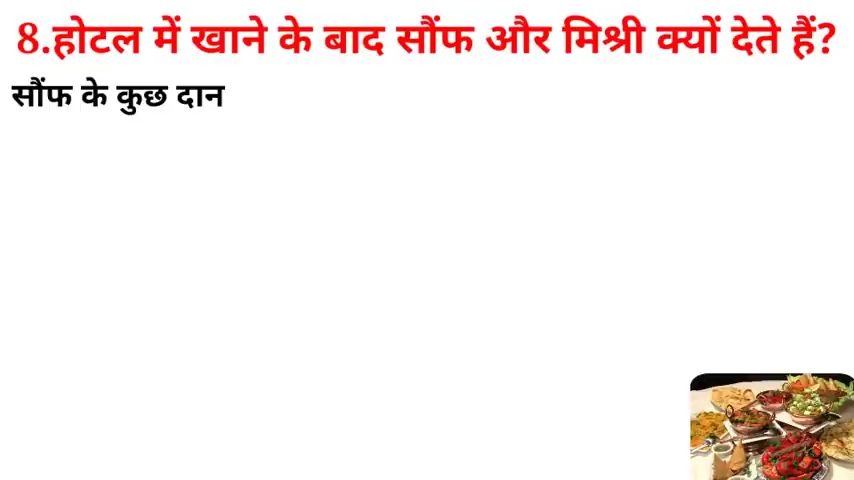 8.होटल में खाने के बाद सौंफ और मिश्री क्यों देते हैं?
सौंफ के कुछ दान